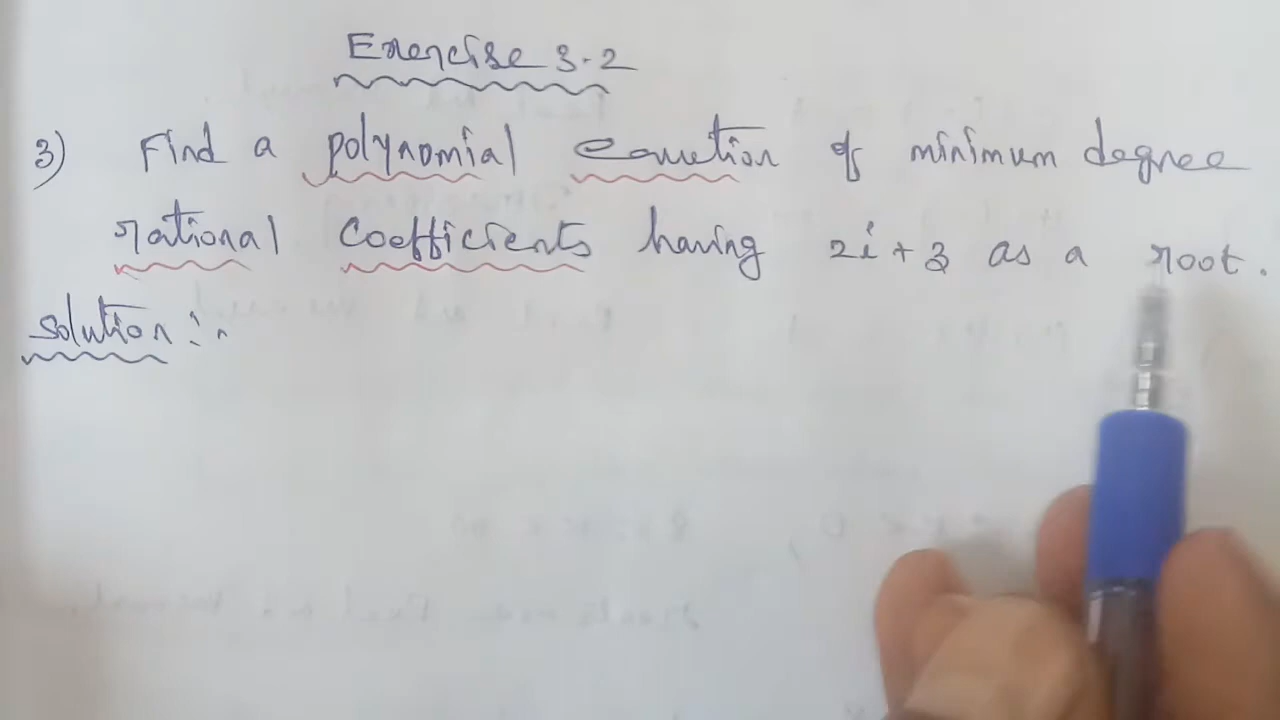 Exercise 3.2
3) Find a polynomial equation of minimum degree
rational coefficients having 2i + 3 as a root.
solution :-